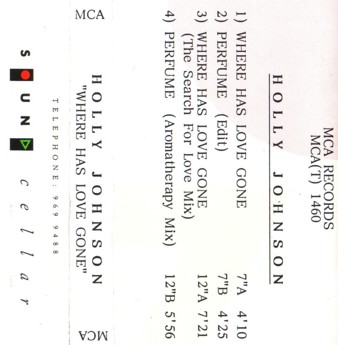 MCA RECORDS
MCA(T) 1460
HOLLY JOHNSON
1) WHERE HAS LOVE GONE 7"A 4'10
2) PERFUME (Edit) 7"B 4'25
3) WHERE HAS LOVE GONE 12"A 7'21
(The Search For Love Mix)
4) PERFUME (Aromatherapy Mix) 12"B 5'56
MCA HOLLY JOHNSON MCA
"WHERE HAS LOVE GONE"
TELEPHONE: 969 9488
SOUND cellar